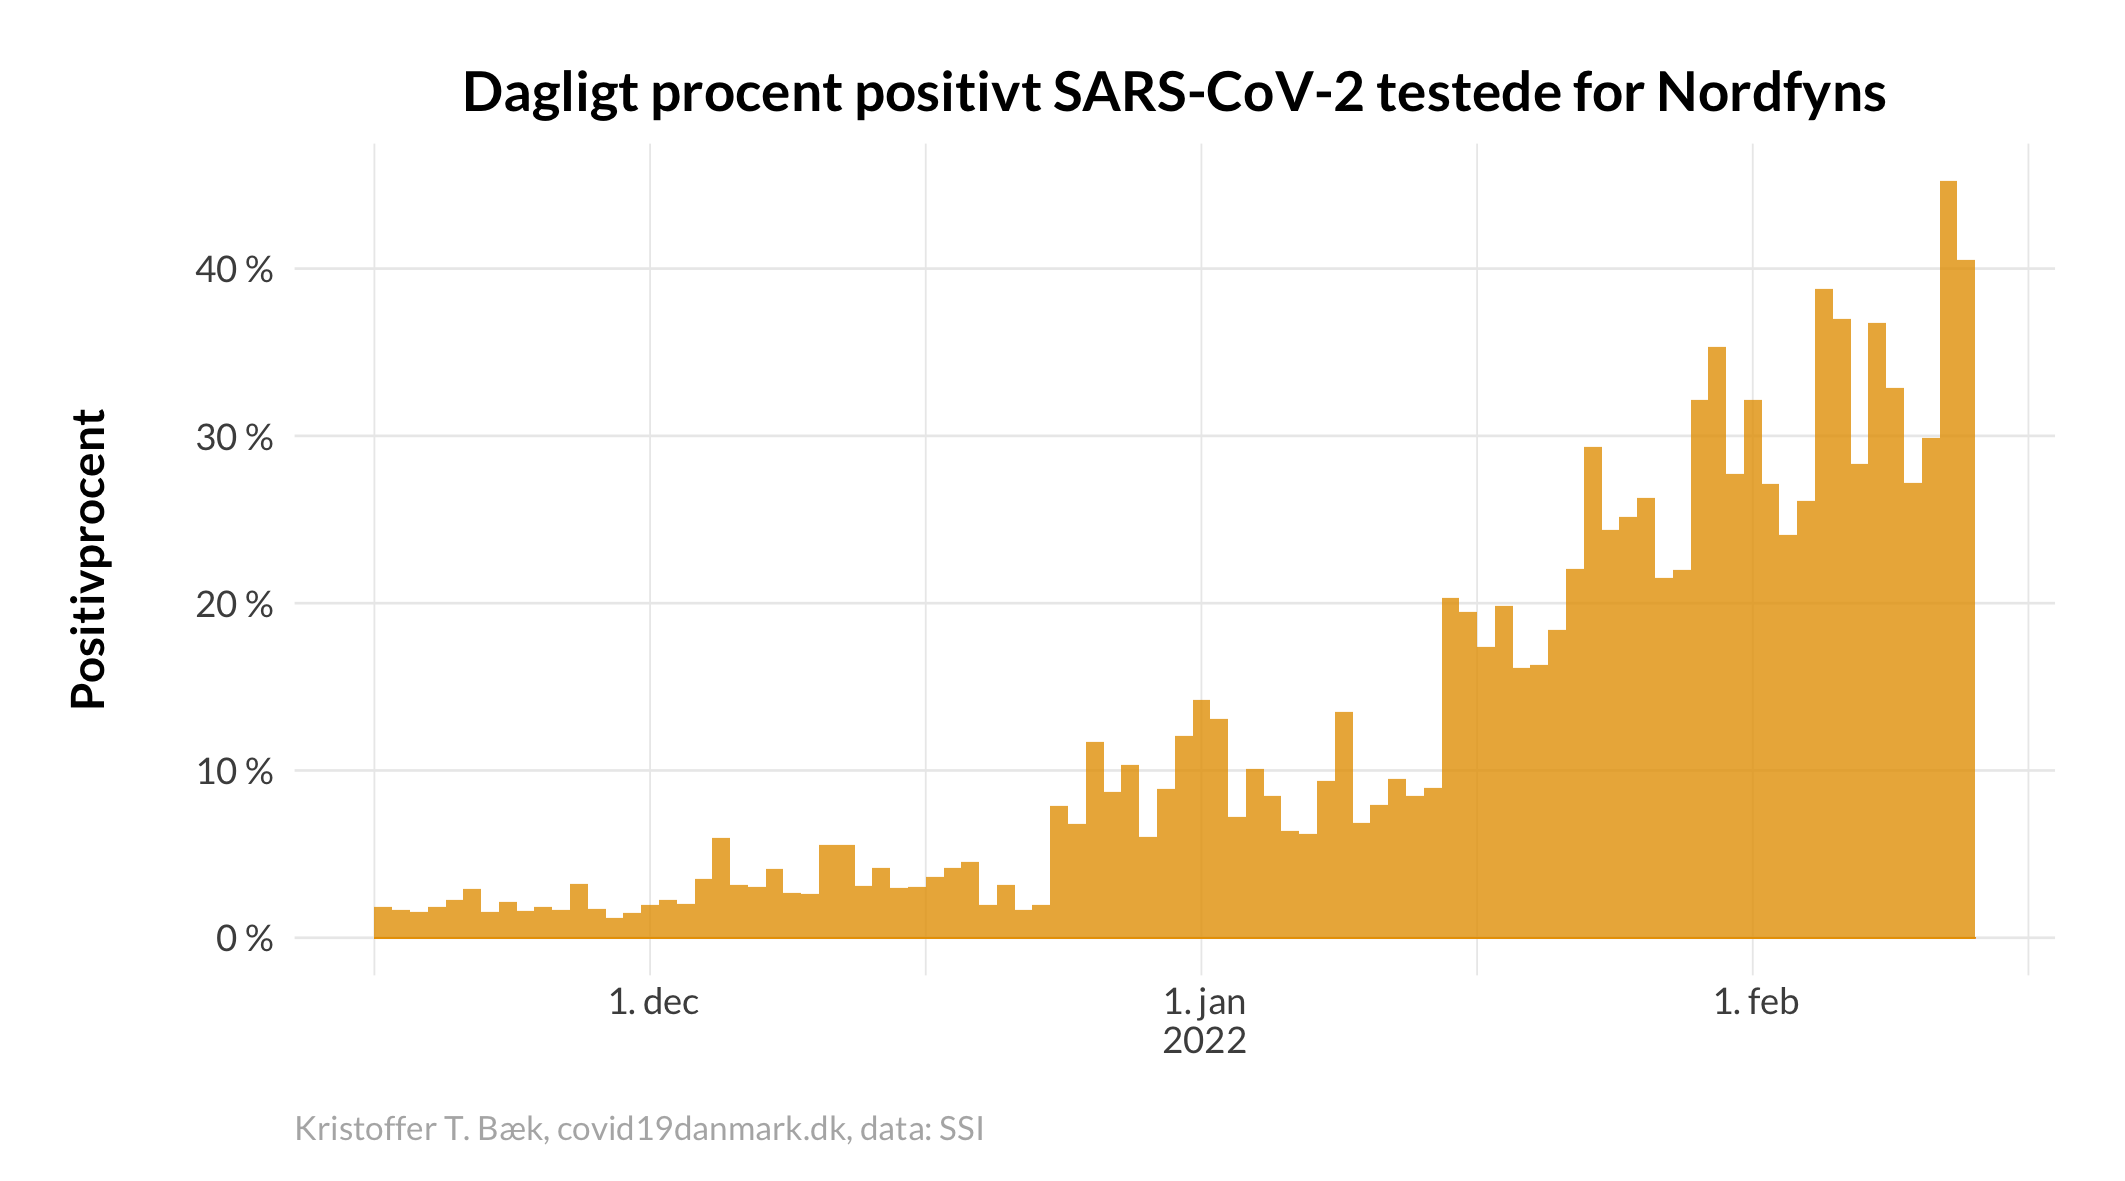 Dagligt procent positivt SARS-CoV-2 testede for Nordfyns
Positivprocent
40 %
30 %
20 %
10 %
0 %
1. dec
1. jan
2022
1. feb
Kristoffer T. Bæk, covid19danmark.dk, data: SSI